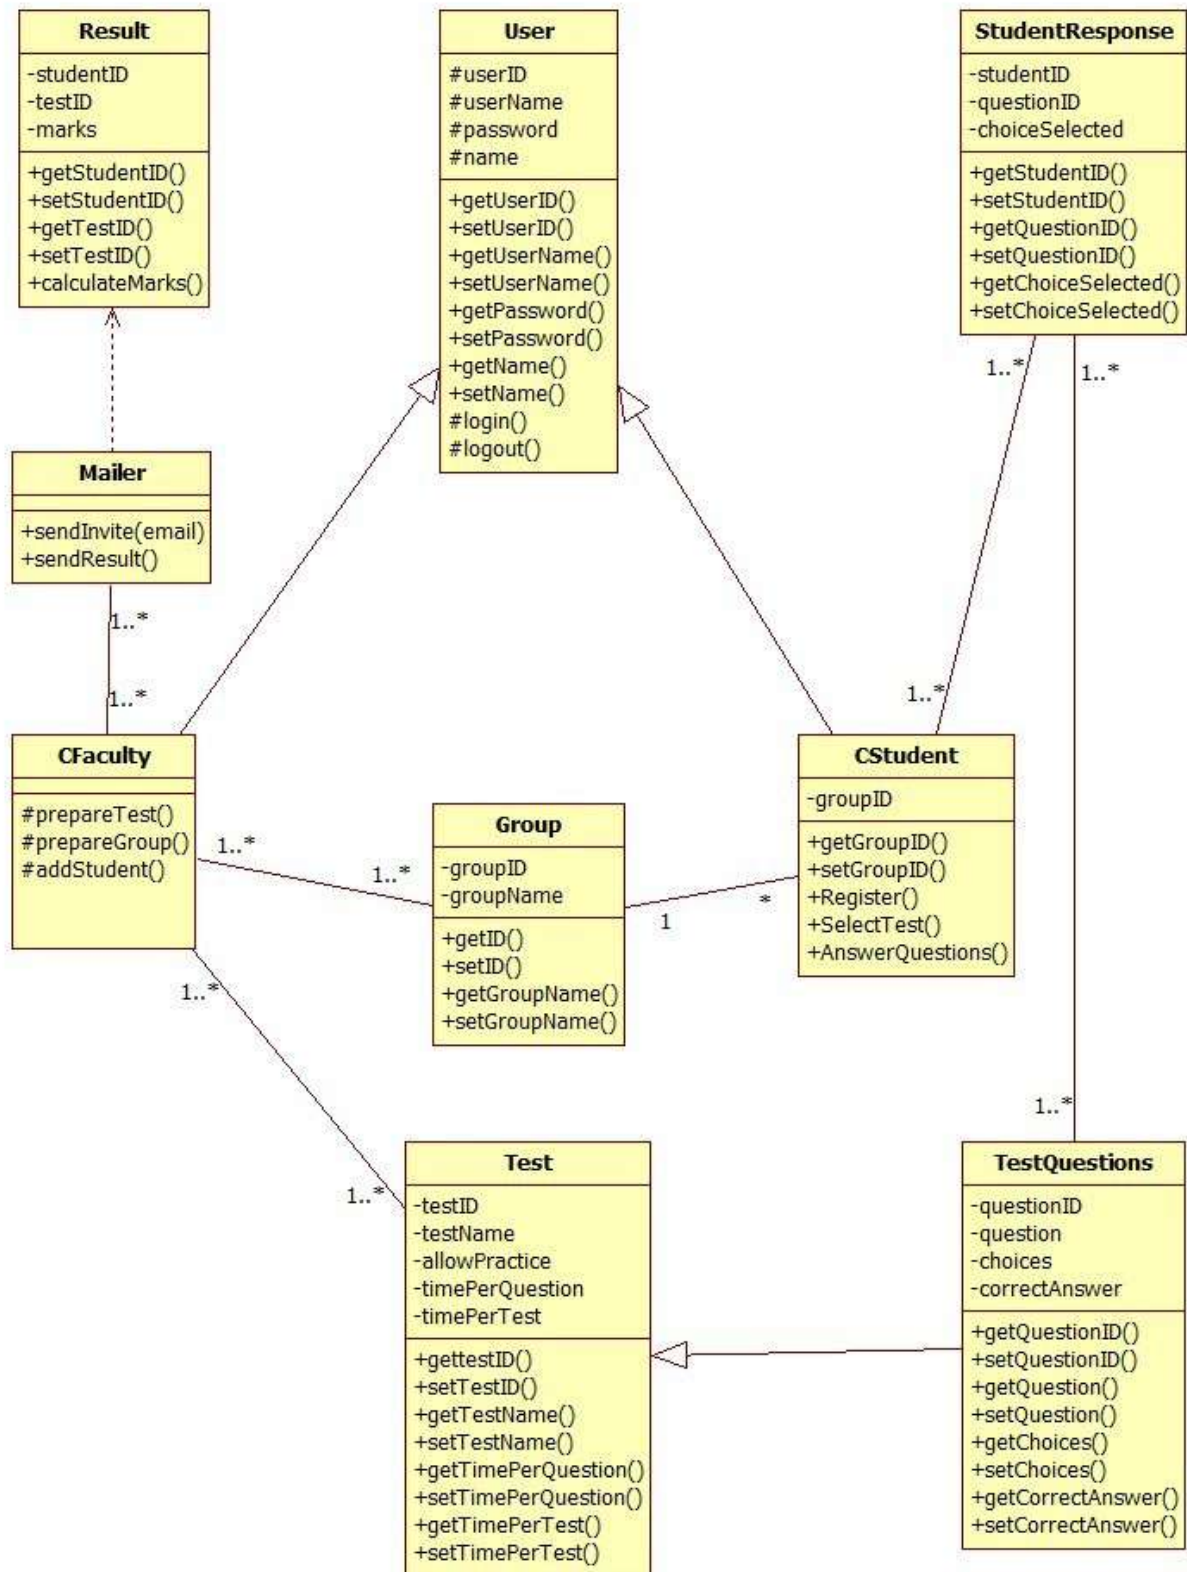 Result
-studentID
-testID
-marks
+getStudentID()
+setStudentID()
+getTestID()
+setTestID()
+calculateMarks()
User
#userID
#userName
#password
#name
+getUserID()
+setUserID()
+getUserName()
+setUserName()
+getPassword()
+setPassword()
+getName()
+setName()
#login()
#logout()
StudentResponse
-studentID
-questionID
-choiceSelected
+getStudentID()
+setStudentID()
+getQuestionID()
+setQuestionID()
+getChoiceSelected()
+setChoiceSelected()
1..*
1..*
Mailer
+sendInvite(email)
+sendResult()
1..*
1..*
1..*
CFaculty
#prepareTest()
#prepareGroup()
#addStudent()
1..*
1..*
1..*
Group
-groupID
-groupName
+getID()
+setID()
+getGroupName()
+setGroupName()
1
*
CStudent
-groupID
+getGroupID()
+setGroupID()
+Register()
+SelectTest()
+AnswerQuestions()
1..*
1..*
Test
-testID
-testName
-allowPractice
-timePerQuestion
-timePerTest
+gettestID()
+setTestID()
+getTestName()
+setTestName()
+getTimePerQuestion()
+setTimePerQuestion()
+getTimePerTest()
+setTimePerTest()
TestQuestions
-questionID
-question
-choices
-correctAnswer
+getQuestionID()
+setQuestionID()
+getQuestion()
+setQuestion()
+getChoices()
+setChoices()
+getCorrectAnswer()
+setCorrectAnswer()